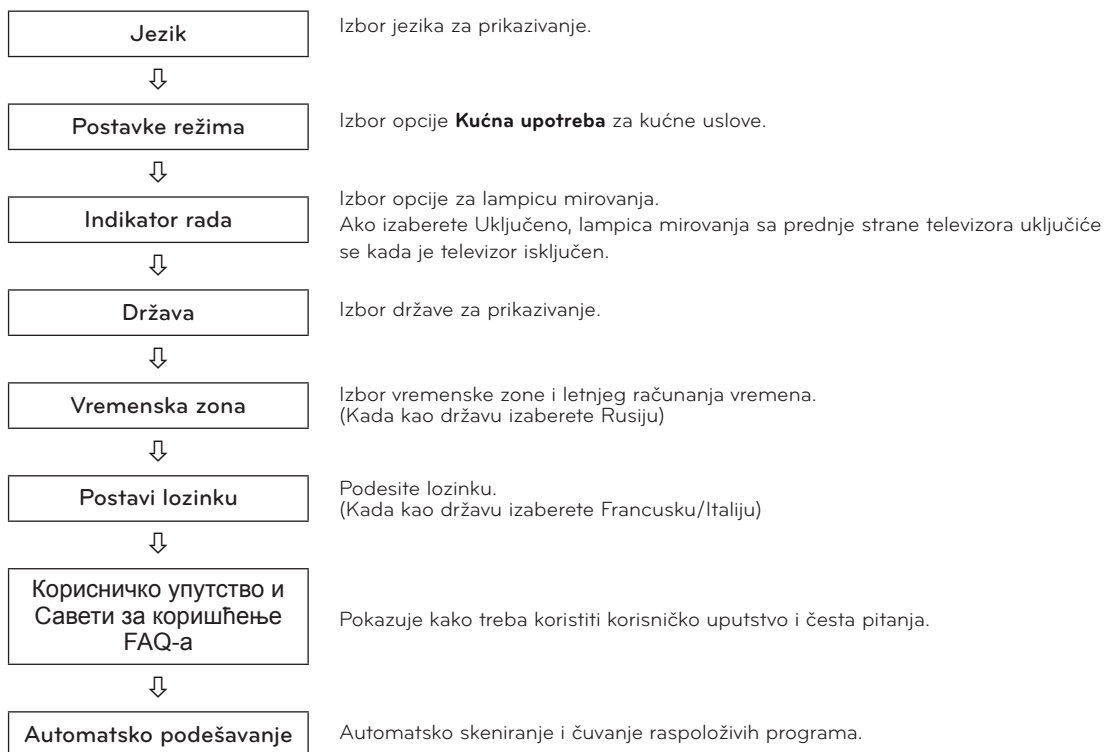 Jezik
Izbor jezika za prikazivanje.
Postavke režima
Izbor opcije Kućna upotreba za kućne uslove.
Indikator rada
Izbor opcije za lampicu mirovanja.
Ako izaberete Uključeno, lampica mirovanja sa prednje strane televizora uključiće
se kada je televizor isključen.
Država
Izbor države za prikazivanje.
Vremenska zona
Izbor vremenske zone i letnjeg računanja vremena.
(Kada kao državu izaberete Rusiju)
Postavi lozinku
Podesite lozinku.
(Kada kao državu izaberete Francusku/Italiju)
Корисничко упутство и
Савети за коришћење
FAQ-а
Pokazuje kako treba koristiti korisničko uputstvo i česta pitanja.
Automatsko podešavanje
Automatsko skeniranje i čuvanje raspoloživih programa.